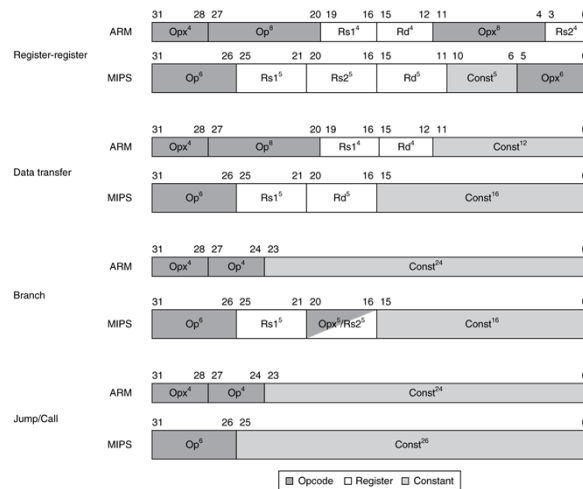 31 28 27 20 19 16 15 12 11 4 3
ARM Opx⁴ Op⁸ Rs1⁴ Rd⁴ Opx⁸ Rs2⁴
Register-register
31 26 25 21 20 16 15 11 10 6 5
MIPS Op⁶ Rs1⁵ Rs2⁵ Rd⁵ Const⁵ Opx⁶
31 28 27 20 19 16 15 12 11
ARM Opx⁴ Op⁸ Rs1⁴ Rd⁴ Const¹²
Data transfer
31 26 25 21 20 16 15
MIPS Op⁶ Rs1⁵ Rd⁵ Const¹⁶
31 28 27 24 23
ARM Opx⁴ Op⁴ Const²⁴
Branch
31 26 25 21 20 16 15
MIPS Op⁶ Rs1⁵ Opx⁵/Rs2⁵ Const¹⁶
31 28 27 24 23
ARM Opx⁴ Op⁴ Const²⁴
Jump/Call
31 26 25
MIPS Op⁶ Const²⁶
Opcode Register Constant